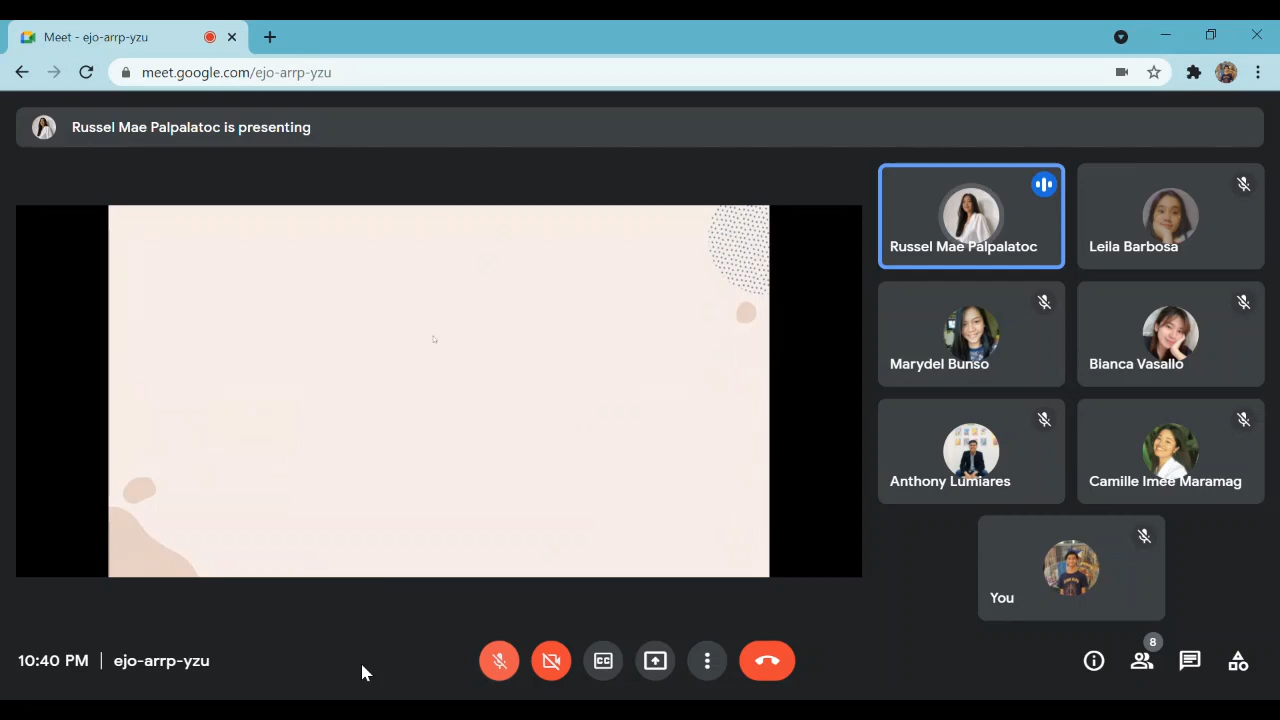 Meet - ejo-arrp-yzu
meet.google.com/ejo-arrp-yzu
Russel Mae Palpalatoc is presenting
Russel Mae Palpalatoc
Leila Barbosa
Marydel Bunso
Bianca Vasallo
Anthony Lumiares
Camille Imee Maramag
You
10:40 PM | ejo-arrp-yzu
CC
8